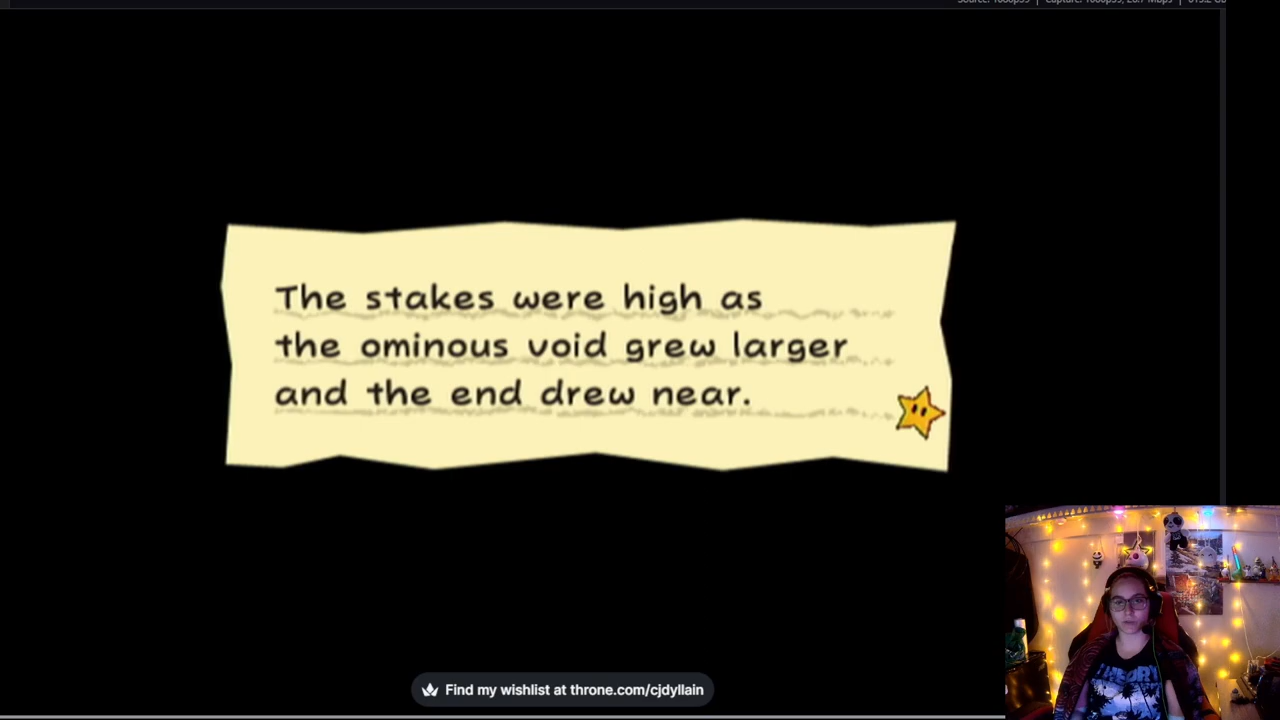 The stakes were high as
the ominous void grew larger
and the end drew near.
Find my wishlist at throne.com/cjdyllain